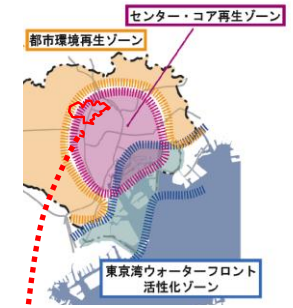 センター・コア再生ゾーン
都市環境再生ゾーン
東京湾ウォーターフロント
活性化ゾーン